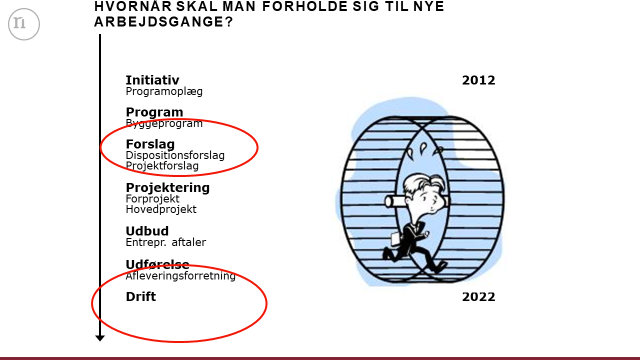 HVORNÅR SKAL MAN FORHOLDE SIG TIL NYE
ARBEJDSGANGE?
n
Initiativ
Programoplæg
Program
Byggeprogram
Forslag
Dispositionsforslag
Projektforslag
Projektering
Forprojekt
Hovedprojekt
Udbud
Entrepr. aftaler
Udførelse
Afleveringsforretning
Drift
2012
2022